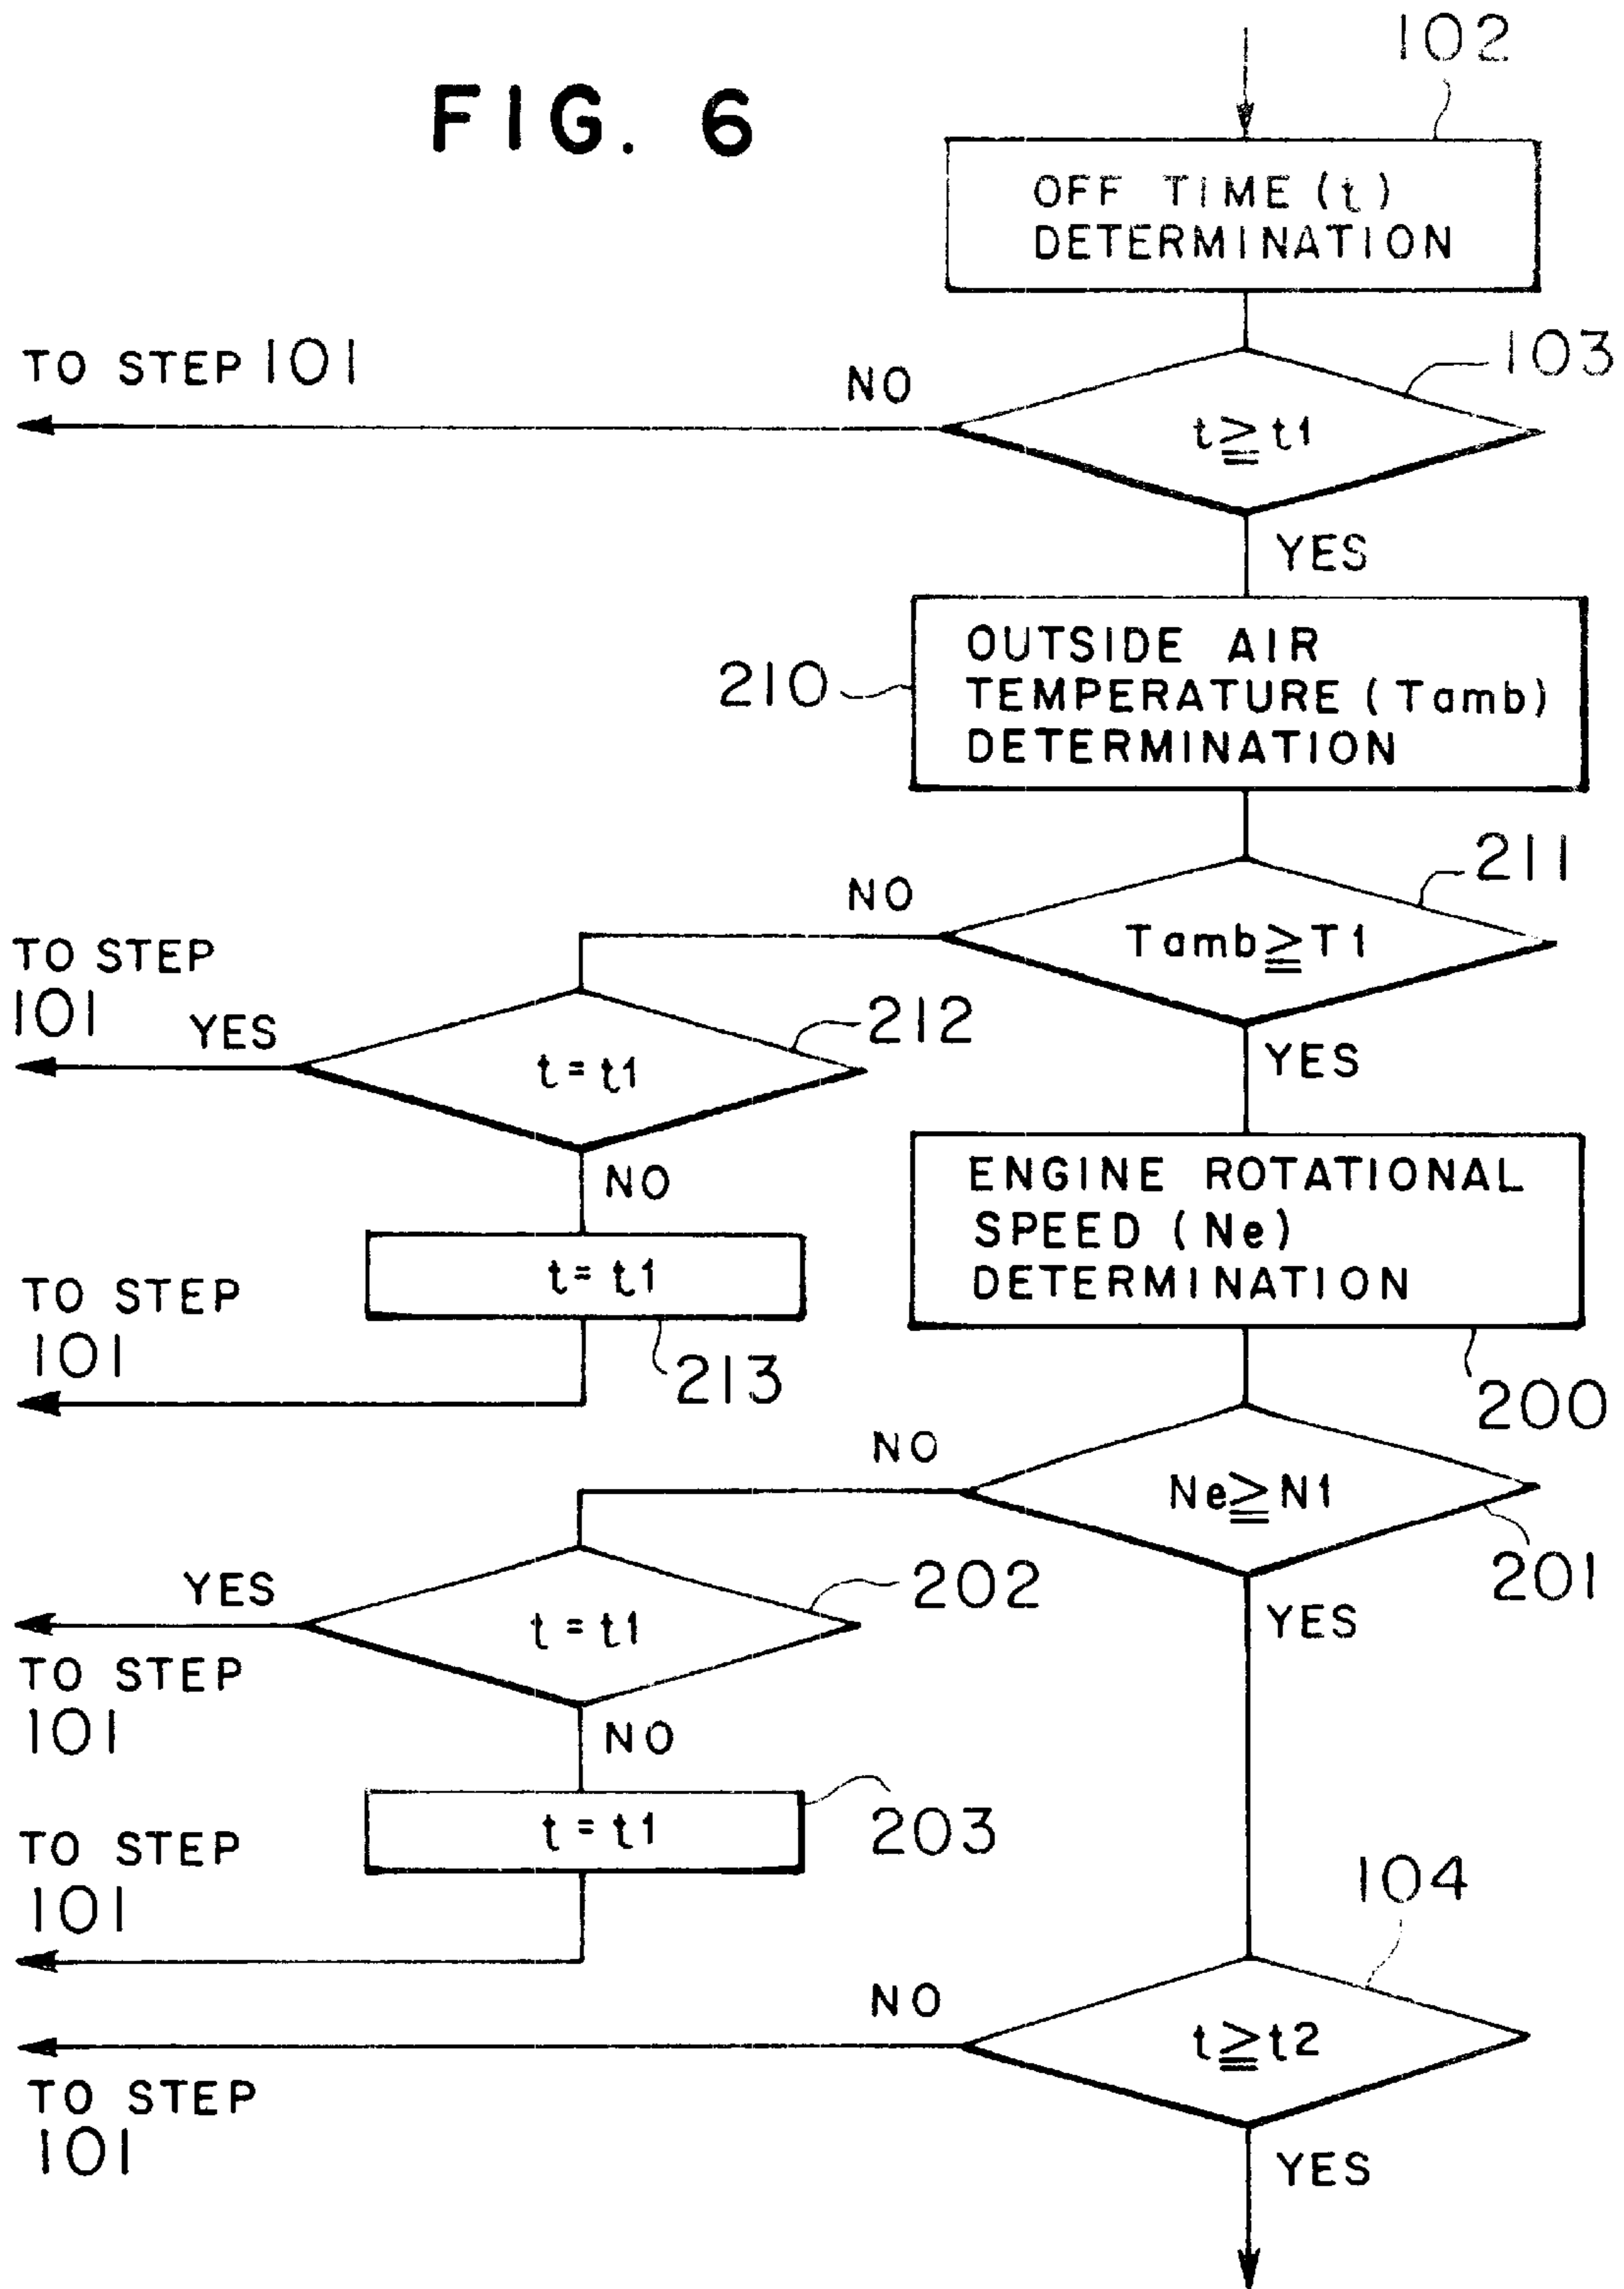 FIG. 6
102
OFF TIME (t)
DETERMINATION
TO STEP 101
NO
103
t≧t1
YES
210
OUTSIDE AIR
TEMPERATURE (Tamb)
DETERMINATION
211
NO
Tamb≧T1
YES
TO STEP
101
YES
212
t=t1
NO
t=t1
213
TO STEP
101
ENGINE ROTATIONAL
SPEED (Ne)
DETERMINATION
200
NO
Ne≧N1
201
YES
YES
202
t=t1
TO STEP
101
NO
t=t1
203
TO STEP
101
104
NO
t≧t2
TO STEP
101
YES